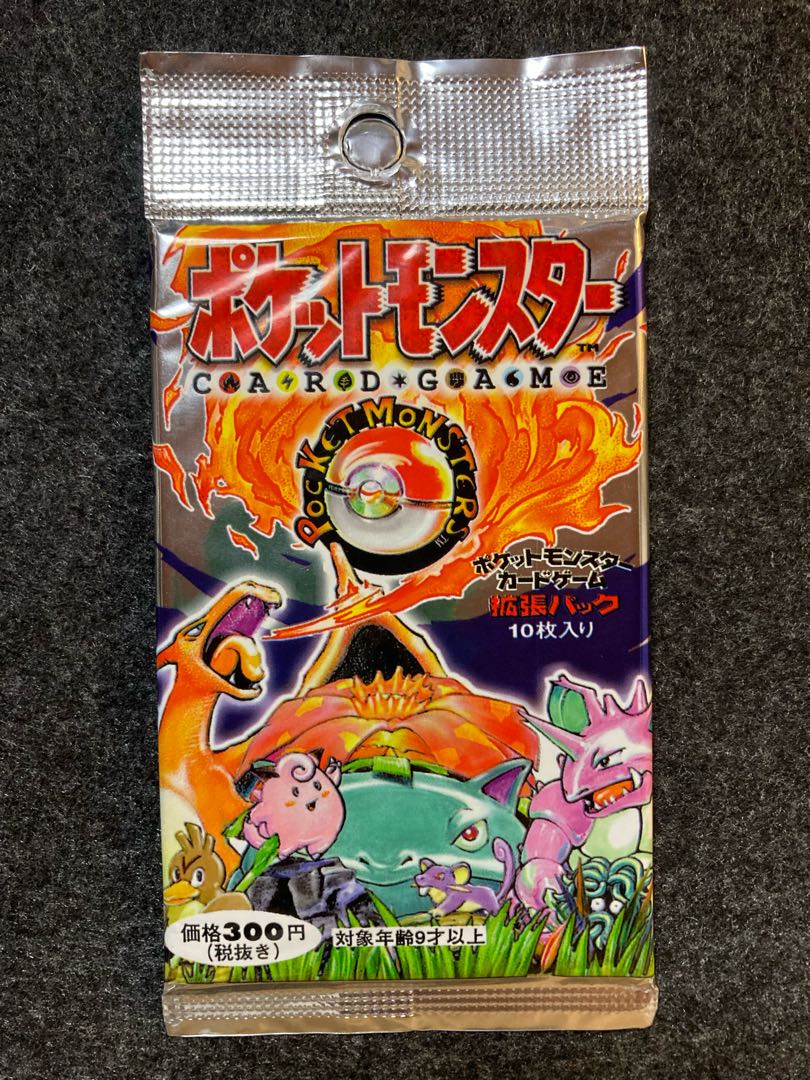 ポケットモンスター
TM
CARD GAME
POCKET MONSTERS
TM
ポケットモンスター
カードゲーム
拡張パック
10枚入り
価格300円
(税抜き)
対象年齢9才以上